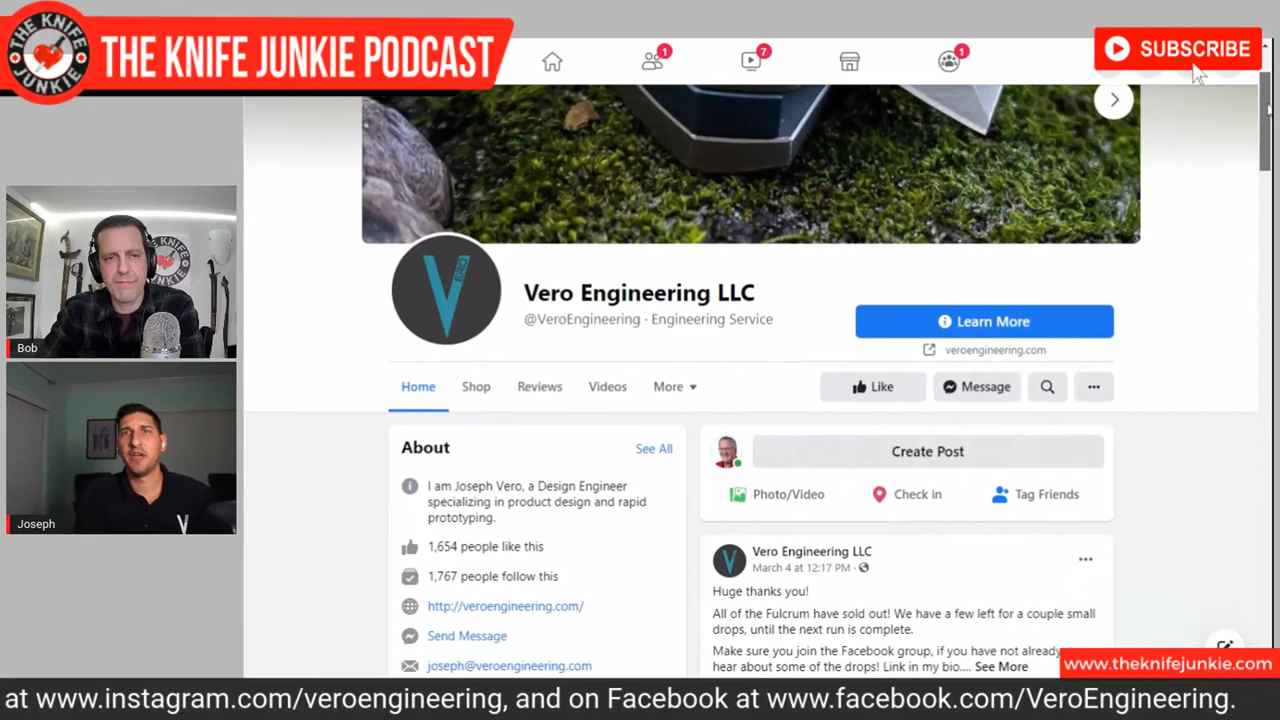 THE KNIFE JUNKIE PODCAST
THE KNIFE
JUNKIE
1
7
1
SUBSCRIBE
VERO
Vero Engineering LLC
@VeroEngineering · Engineering Service
Learn More
veroengineering.com
Home
Shop
Reviews
Videos
More
Like
Message
THE KNIFE
JUNKIE
Bob
Joseph
About
See All
I am Joseph Vero, a Design Engineer
specializing in product design and rapid
prototyping.
1,654 people like this
1,767 people follow this
http://veroengineering.com/
Send Message
joseph@veroengineering.com
Create Post
Photo/Video
Check in
Tag Friends
Vero Engineering LLC
March 4 at 12:17 PM ·
Huge thanks you!
All of the Fulcrum have sold out! We have a few left for a couple small
drops, until the next run is complete.
Make sure you join the Facebook group, if you have not already
hear about some of the drops! Link in my bio.... See More
www.theknifejunkie.com
at www.instagram.com/veroengineering, and on Facebook at www.facebook.com/VeroEngineering.